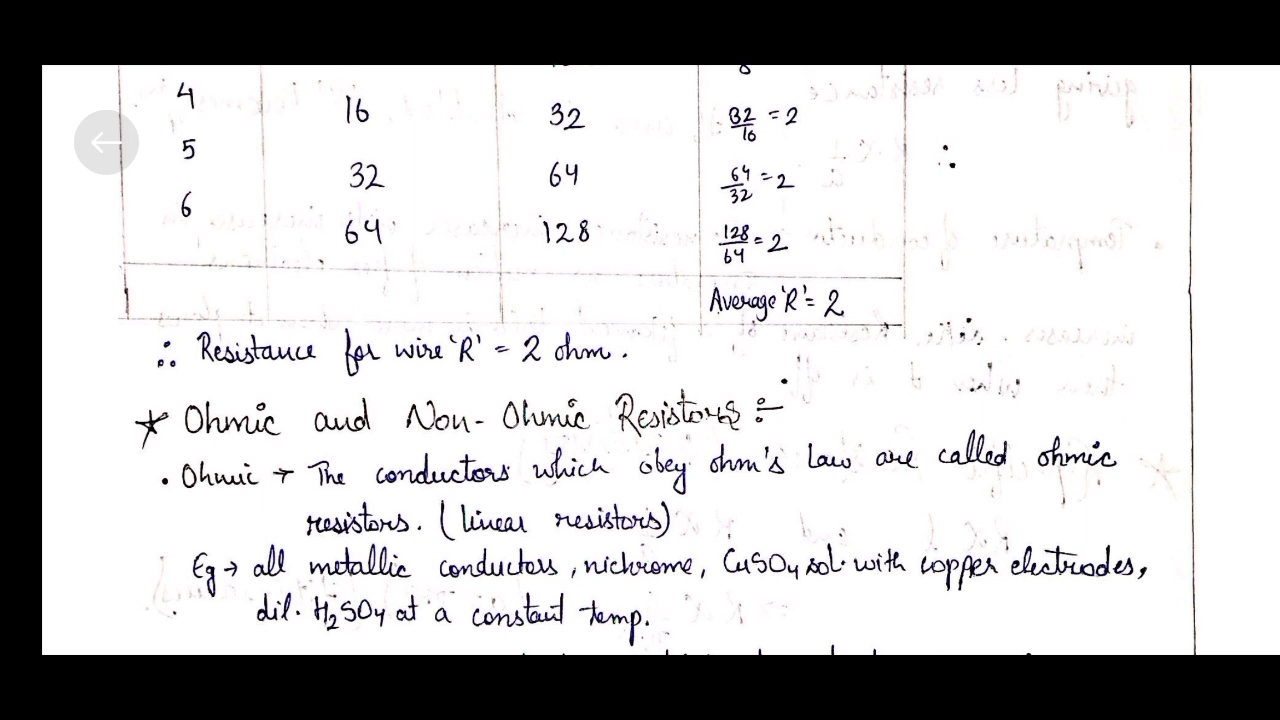 4 16 32 32/16 = 2
5 32 64 64/32 = 2
6 64 128 128/64 = 2
Average 'R' = 2
∴ Resistance for wire 'R' = 2 ohm.
* Ohmic and Non-Ohmic Resistors :-
• Ohmic → The conductors which obey ohm's law are called ohmic
resistors. (linear resistors)
Eg → all metallic conductors, nichrome, CuSO4 sol. with copper electrodes,
dil. H2SO4 at a constant temp.